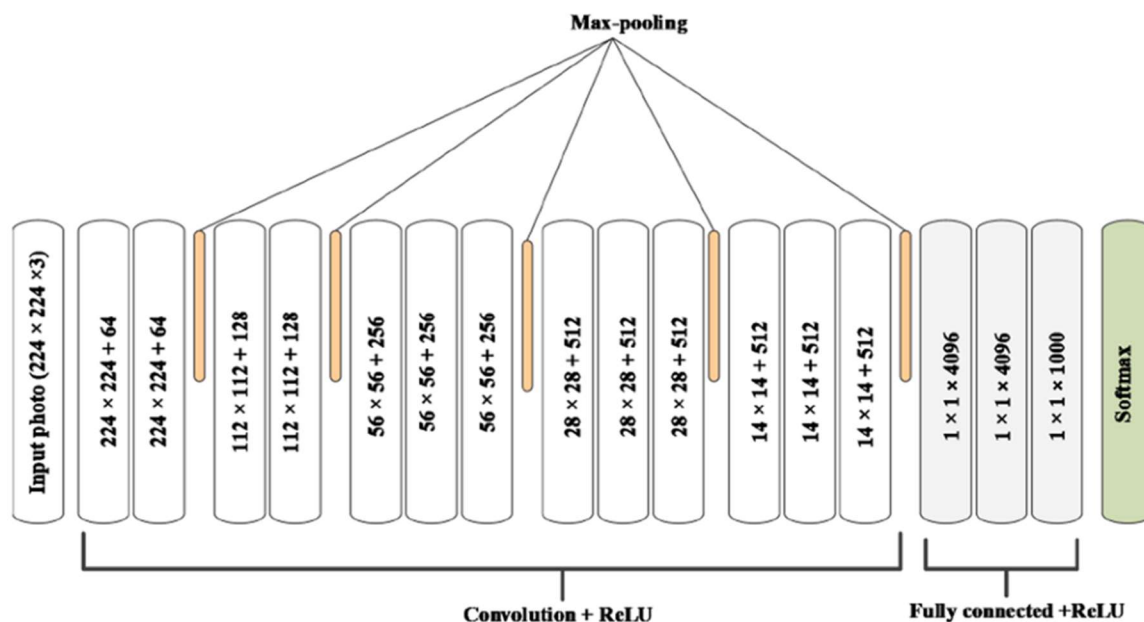 Max-pooling
Input photo (224 × 224 ×3)
224 × 224 + 64
224 × 224 + 64
112 × 112 + 128
112 × 112 + 128
56 × 56 + 256
56 × 56 + 256
56 × 56 + 256
28 × 28 + 512
28 × 28 + 512
28 × 28 + 512
14 × 14 + 512
14 × 14 + 512
14 × 14 + 512
1 × 1 × 4096
1 × 1 × 4096
1 × 1 × 1000
Softmax
Convolution + ReLU
Fully connected +ReLU